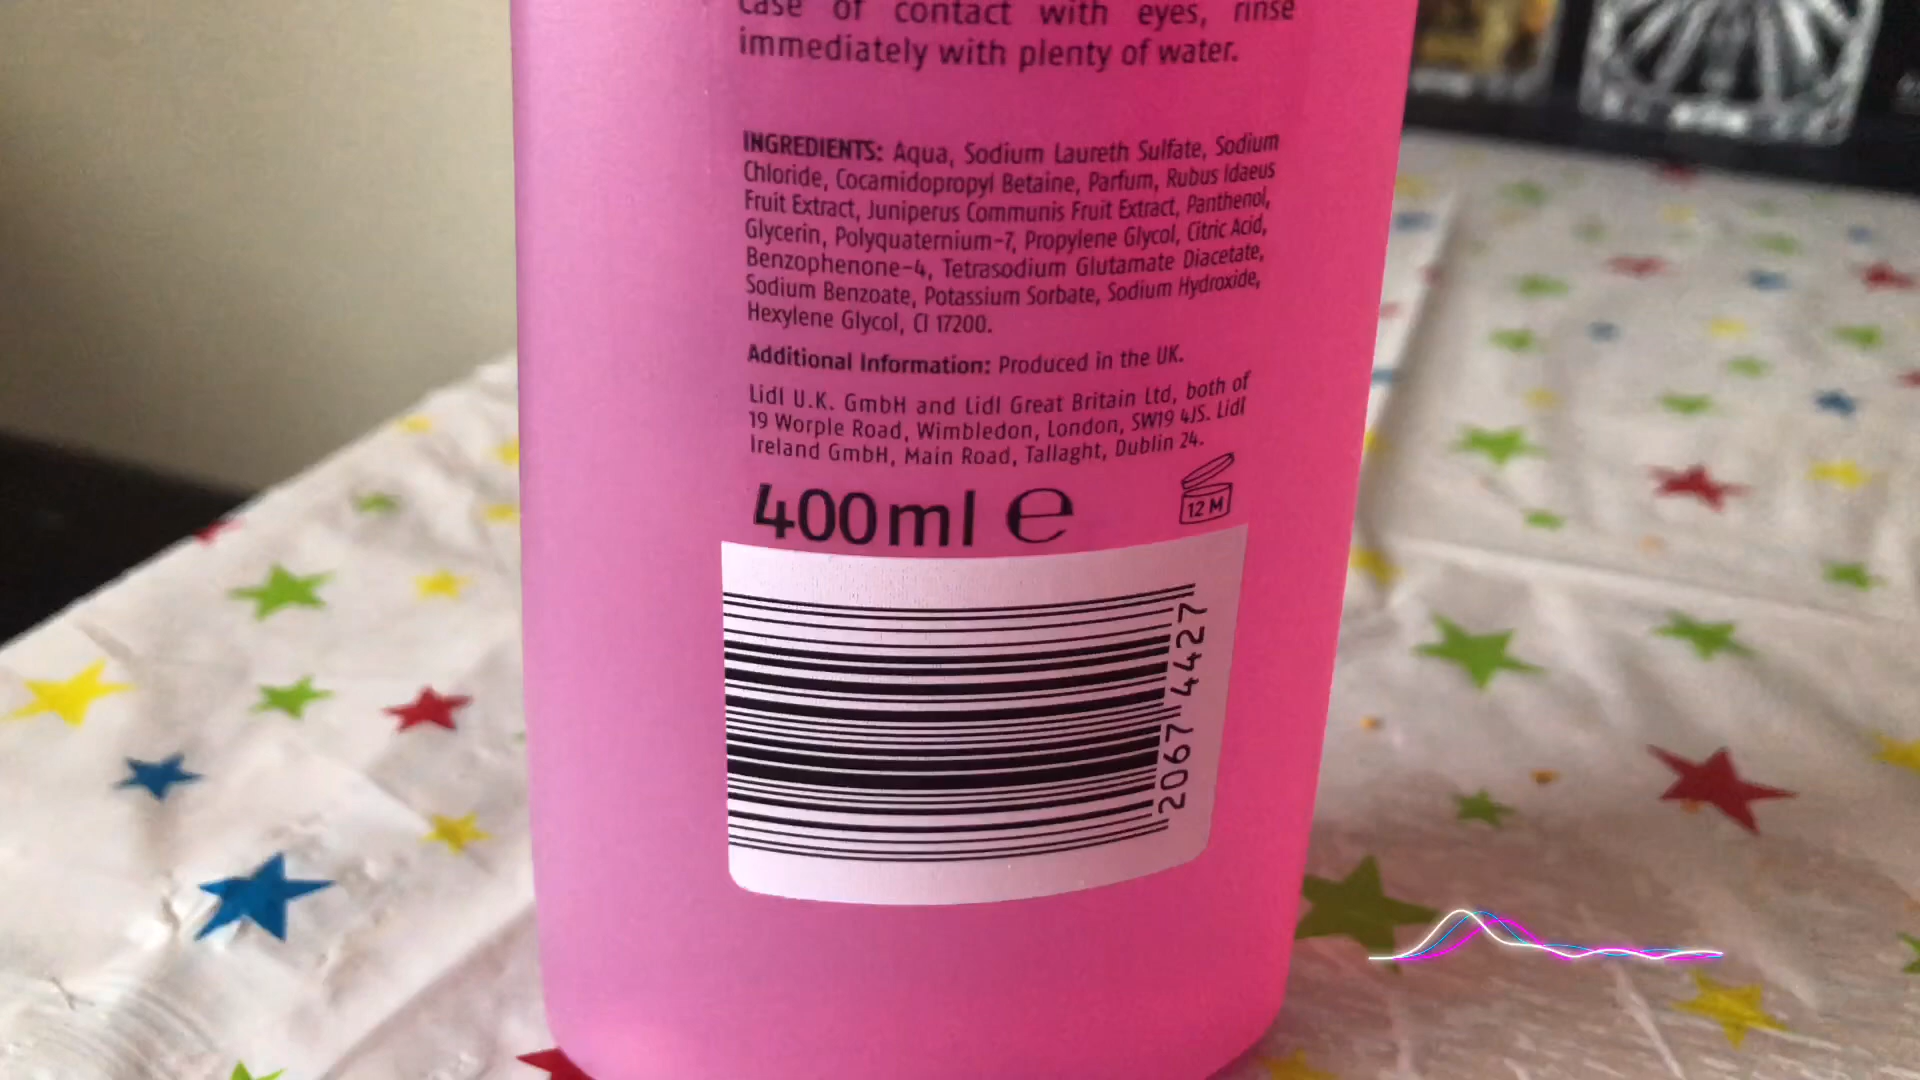 case of contact with eyes, rinse
immediately with plenty of water.
INGREDIENTS: Aqua, Sodium Laureth Sulfate, Sodium
Chloride, Cocamidopropyl Betaine, Parfum, Rubus Idaeus
Fruit Extract, Juniperus Communis Fruit Extract, Panthenol,
Glycerin, Polyquaternium-7, Propylene Glycol, Citric Acid,
Benzophenone-4, Tetrasodium Glutamate Diacetate,
Sodium Benzoate, Potassium Sorbate, Sodium Hydroxide,
Hexylene Glycol, CI 17200.
Additional Information: Produced in the UK.
Lidl U.K. GmbH and Lidl Great Britain Ltd, both of
19 Worple Road, Wimbledon, London, SW19 4JS. Lidl
Ireland GmbH, Main Road, Tallaght, Dublin 24.
400ml e
12 M
2067 4427